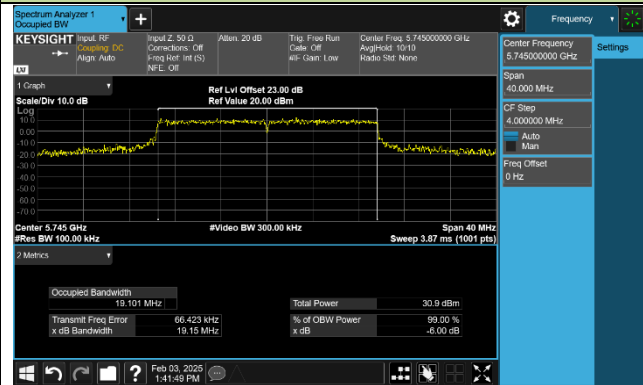 Spectrum Analyzer 1
Occupied BW
Frequency
KEYSIGHT
Input: RF
Coupling: DC
Align: Auto
Input Z: 50 Ω
Corrections: Off
Freq Ref: Int (S)
NFE: Off
Atten: 20 dB
Trig: Free Run
Gate: Off
#IF Gain: Low
Center Freq: 5.745000000 GHz
Avg|Hold: 10/10
Radio Std: None
LXI
1 Graph
Scale/Div 10.0 dB
Ref Lvl Offset 23.00 dB
Ref Value 20.00 dBm
Log
10.0
0.00
-10.0
-20.0
-30.0
-40.0
-50.0
-60.0
-70.0
Center 5.745 GHz
#Res BW 100.00 kHz
#Video BW 300.00 kHz
Span 40 MHz
Sweep 3.87 ms (1001 pts)
2 Metrics
Occupied Bandwidth
19.101 MHz
Transmit Freq Error 66.423 kHz
x dB Bandwidth 19.15 MHz
Total Power 30.9 dBm
% of OBW Power 99.00 %
x dB -6.00 dB
Feb 03, 2025
1:41:49 PM
Center Frequency
5.745000000 GHz
Span
40.000 MHz
CF Step
4.000000 MHz
Auto
Man
Freq Offset
0 Hz
Settings